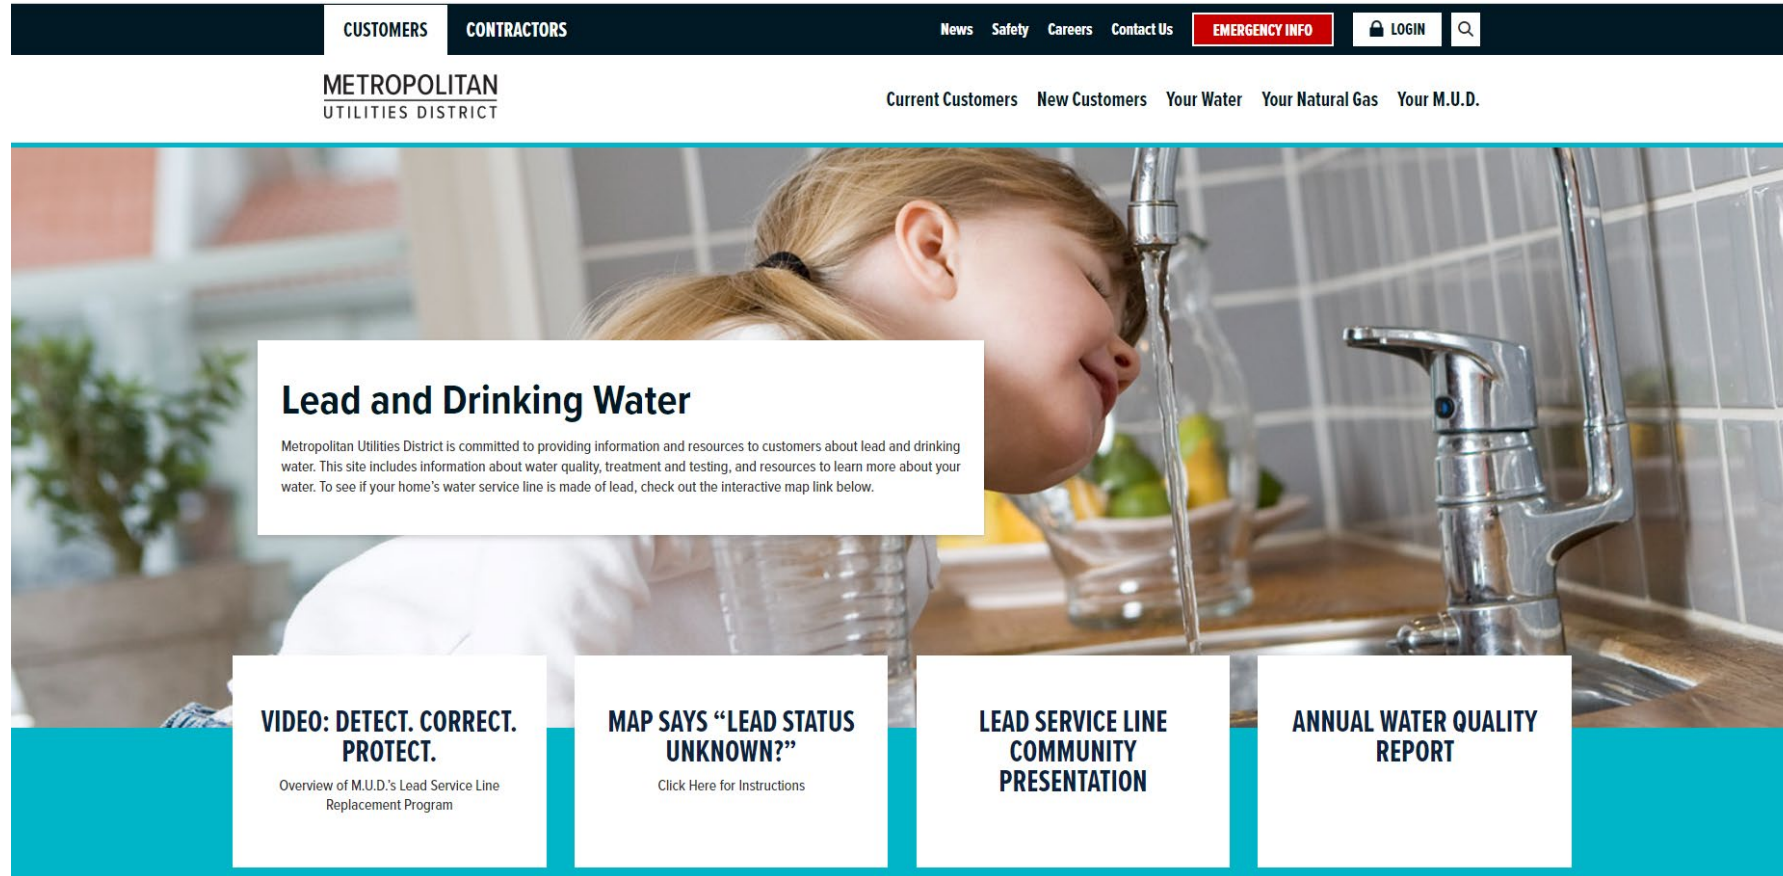 CUSTOMERS CONTRACTORS News Safety Careers Contact Us EMERGENCY INFO LOGIN
METROPOLITAN
UTILITIES DISTRICT
Current Customers New Customers Your Water Your Natural Gas Your M.U.D.
Lead and Drinking Water
Metropolitan Utilities District is committed to providing information and resources to customers about lead and drinking
water. This site includes information about water quality, treatment and testing, and resources to learn more about your
water. To see if your home’s water service line is made of lead, check out the interactive map link below.
VIDEO: DETECT. CORRECT.
PROTECT.
Overview of M.U.D.’s Lead Service Line
Replacement Program
MAP SAYS “LEAD STATUS
UNKNOWN?”
Click Here for Instructions
LEAD SERVICE LINE
COMMUNITY
PRESENTATION
ANNUAL WATER QUALITY
REPORT